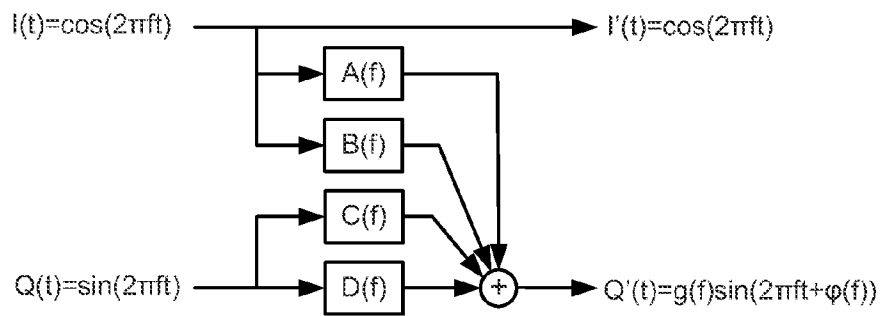 I(t)=cos(2πft)
I'(t)=cos(2πft)
A(f)
B(f)
C(f)
Q(t)=sin(2πft)
D(f)
+
Q'(t)=g(f)sin(2πft+φ(f))